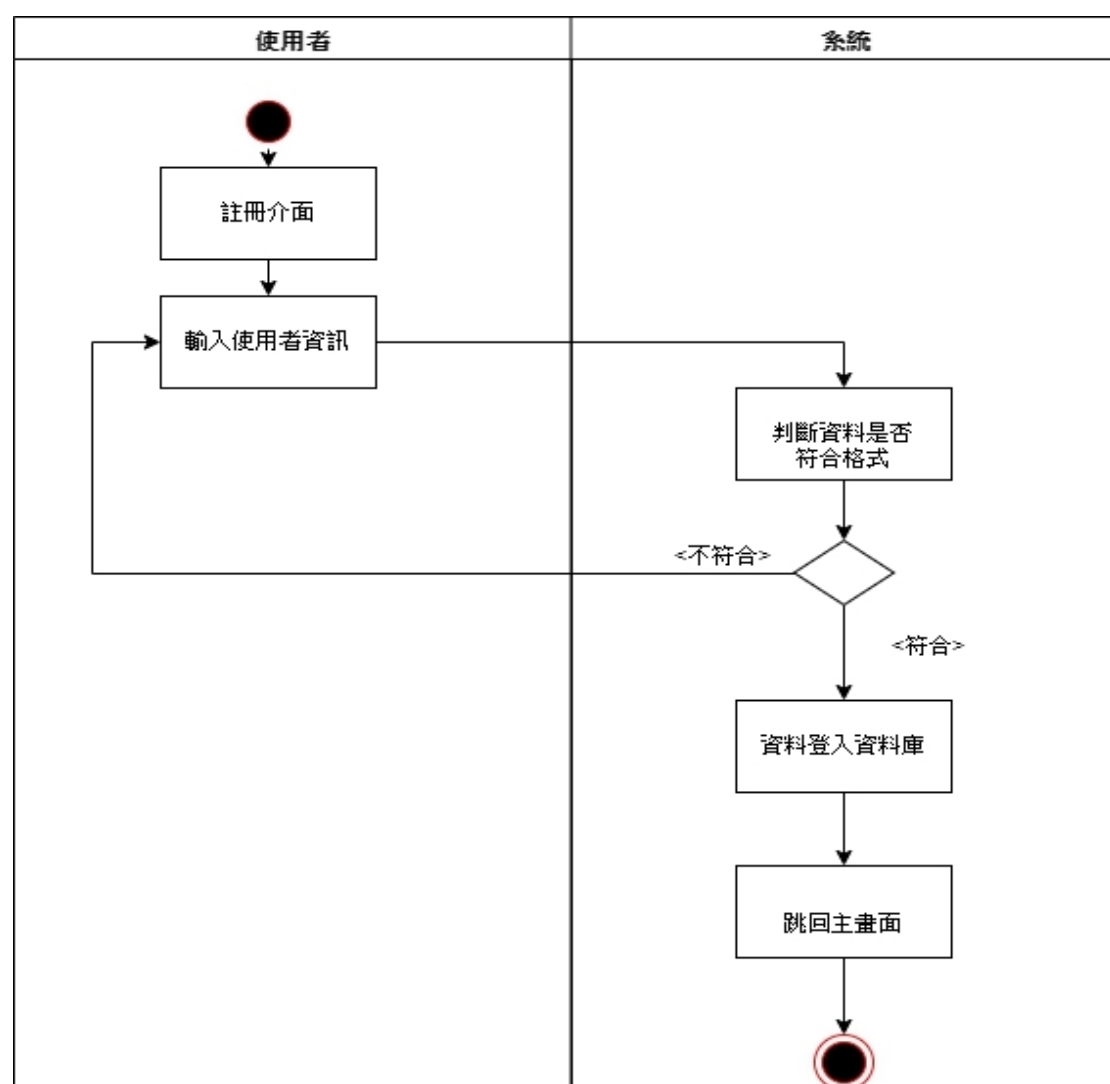 使用者
系統
註冊介面
輸入使用者資訊
判斷資料是否
符合格式
<不符合>
<符合>
資料登入資料庫
跳回主畫面